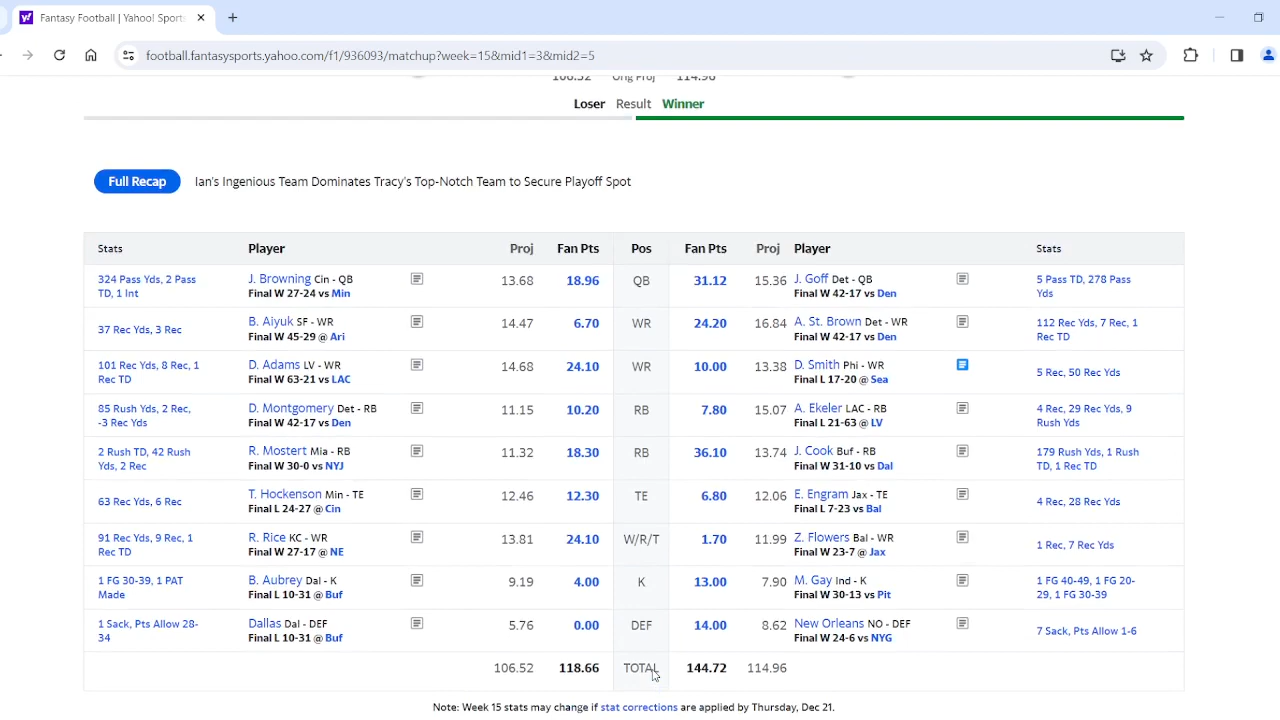 Fantasy Football | Yahoo! Sports
football.fantasysports.yahoo.com/f1/936093/matchup?week=15&mid1=3&mid2=5
106.52 Orig Proj 114.96
Loser Result Winner
Full Recap Ian's Ingenious Team Dominates Tracy's Top-Notch Team to Secure Playoff Spot
Stats Player Proj Fan Pts Pos Fan Pts Proj Player Stats
324 Pass Yds, 2 Pass J. Browning Cin - QB 13.68 18.96 QB 31.12 15.36 J. Goff Det - QB 5 Pass TD, 278 Pass
TD, 1 Int Final W 27-24 vs Min Final W 42-17 vs Den Yds
37 Rec Yds, 3 Rec B. Aiyuk SF - WR 14.47 6.70 WR 24.20 16.84 A. St. Brown Det - WR 112 Rec Yds, 7 Rec, 1
Final W 45-29 @ Ari Final W 42-17 vs Den Rec TD
101 Rec Yds, 8 Rec, 1 D. Adams LV - WR 14.68 24.10 WR 10.00 13.38 D. Smith Phi - WR 5 Rec, 50 Rec Yds
Rec TD Final W 63-21 vs LAC Final L 17-20 @ Sea
85 Rush Yds, 2 Rec, D. Montgomery Det - RB 11.15 10.20 RB 7.80 15.07 A. Ekeler LAC - RB 4 Rec, 29 Rec Yds, 9
-3 Rec Yds Final W 42-17 vs Den Final L 21-63 @ LV Rush Yds
2 Rush TD, 42 Rush R. Mostert Mia - RB 11.32 18.30 RB 36.10 13.74 J. Cook Buf - RB 179 Rush Yds, 1 Rush
Yds, 2 Rec Final W 30-0 vs NYJ Final W 31-10 vs Dal TD, 1 Rec TD
63 Rec Yds, 6 Rec T. Hockenson Min - TE 12.46 12.30 TE 6.80 12.06 E. Engram Jax - TE 4 Rec, 28 Rec Yds
Final L 24-27 @ Cin Final L 7-23 vs Bal
91 Rec Yds, 9 Rec, 1 R. Rice KC - WR 13.81 24.10 W/R/T 1.70 11.99 Z. Flowers Bal - WR 1 Rec, 7 Rec Yds
Rec TD Final W 27-17 @ NE Final W 23-7 @ Jax
1 FG 30-39, 1 PAT B. Aubrey Dal - K 9.19 4.00 K 13.00 7.90 M. Gay Ind - K 1 FG 40-49, 1 FG 20-
Made Final L 10-31 @ Buf Final W 30-13 vs Pit 29, 1 FG 30-39
1 Sack, Pts Allow 28- Dallas Dal - DEF 5.76 0.00 DEF 14.00 8.62 New Orleans NO - DEF 7 Sack, Pts Allow 1-6
34 Final L 10-31 @ Buf Final W 24-6 vs NYG
106.52 118.66 TOTAL 144.72 114.96
Note: Week 15 stats may change if stat corrections are applied by Thursday, Dec 21.